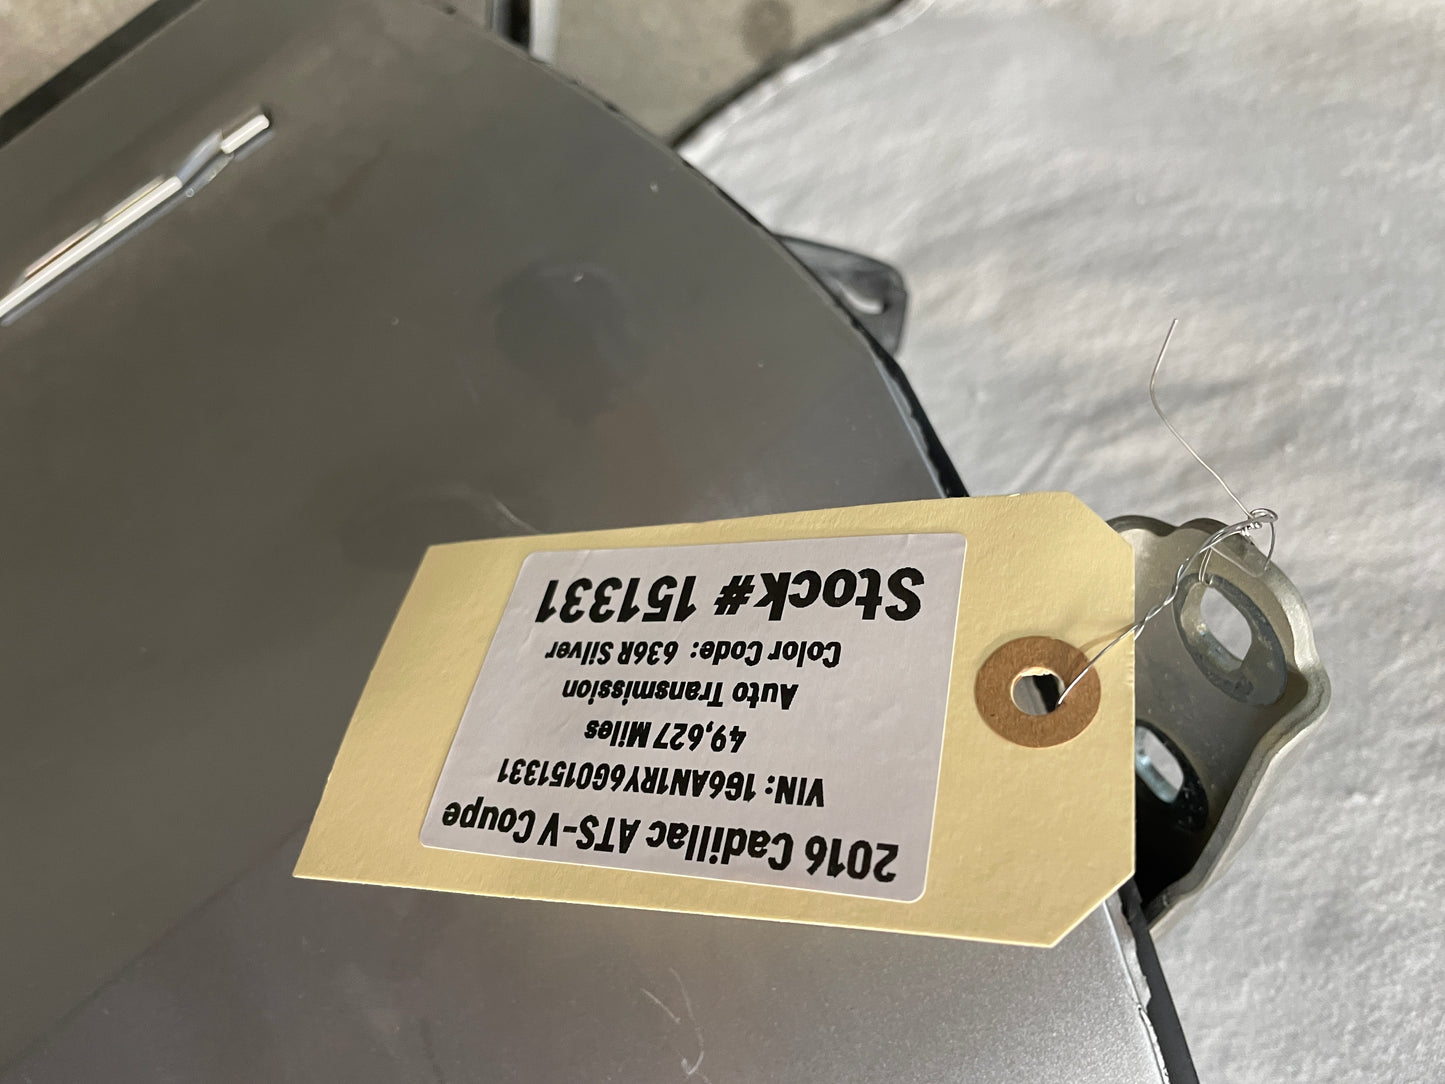 2016 Cadillac ATS-V Coupe
VIN: 1G6AN1RY6G0151331
49,627 Miles
Auto Transmission
Color Code: 636R Silver
Stock# 151331